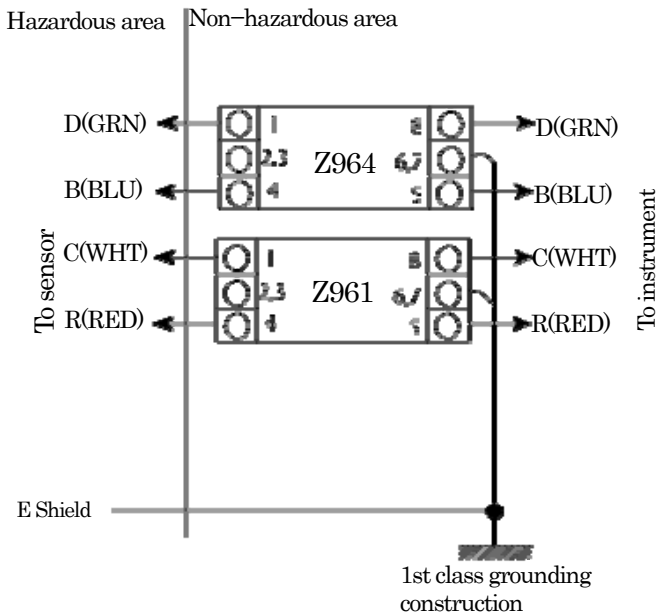 Hazardous area
Non-hazardous area
D(GRN)
1
8
D(GRN)
2.3
Z964
6,7
B(BLU)
4
5
B(BLU)
C(WHT)
1
8
C(WHT)
To sensor
2,3
Z961
6,7
To instrument
R(RED)
4
R(RED)
E Shield
1st class grounding
construction